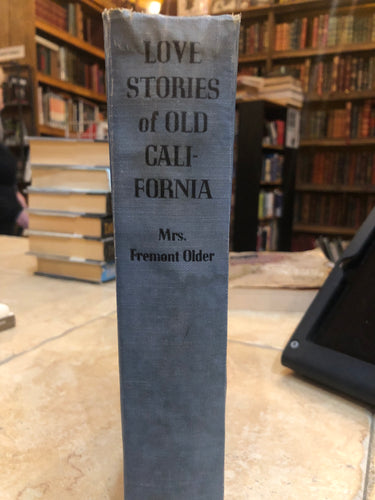 LOVE
STORIES
of OLD
CALI-
FORNIA
Mrs.
Fremont Older